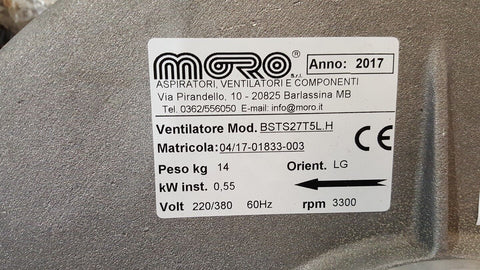 MORO® S.r.l. Anno: 2017
ASPIRATORI, VENTILATORI E COMPONENTI
Via Pirandello, 10 - 20825 Barlassina MB
Tel. 0362/556050 E-mail: info@moro.it
Ventilatore Mod. BSTS27T5L.H
Matricola: 04/17-01833-003 CE
Peso kg 14 Orient. LG
kW inst. 0,55
Volt 220/380 60Hz rpm 3300